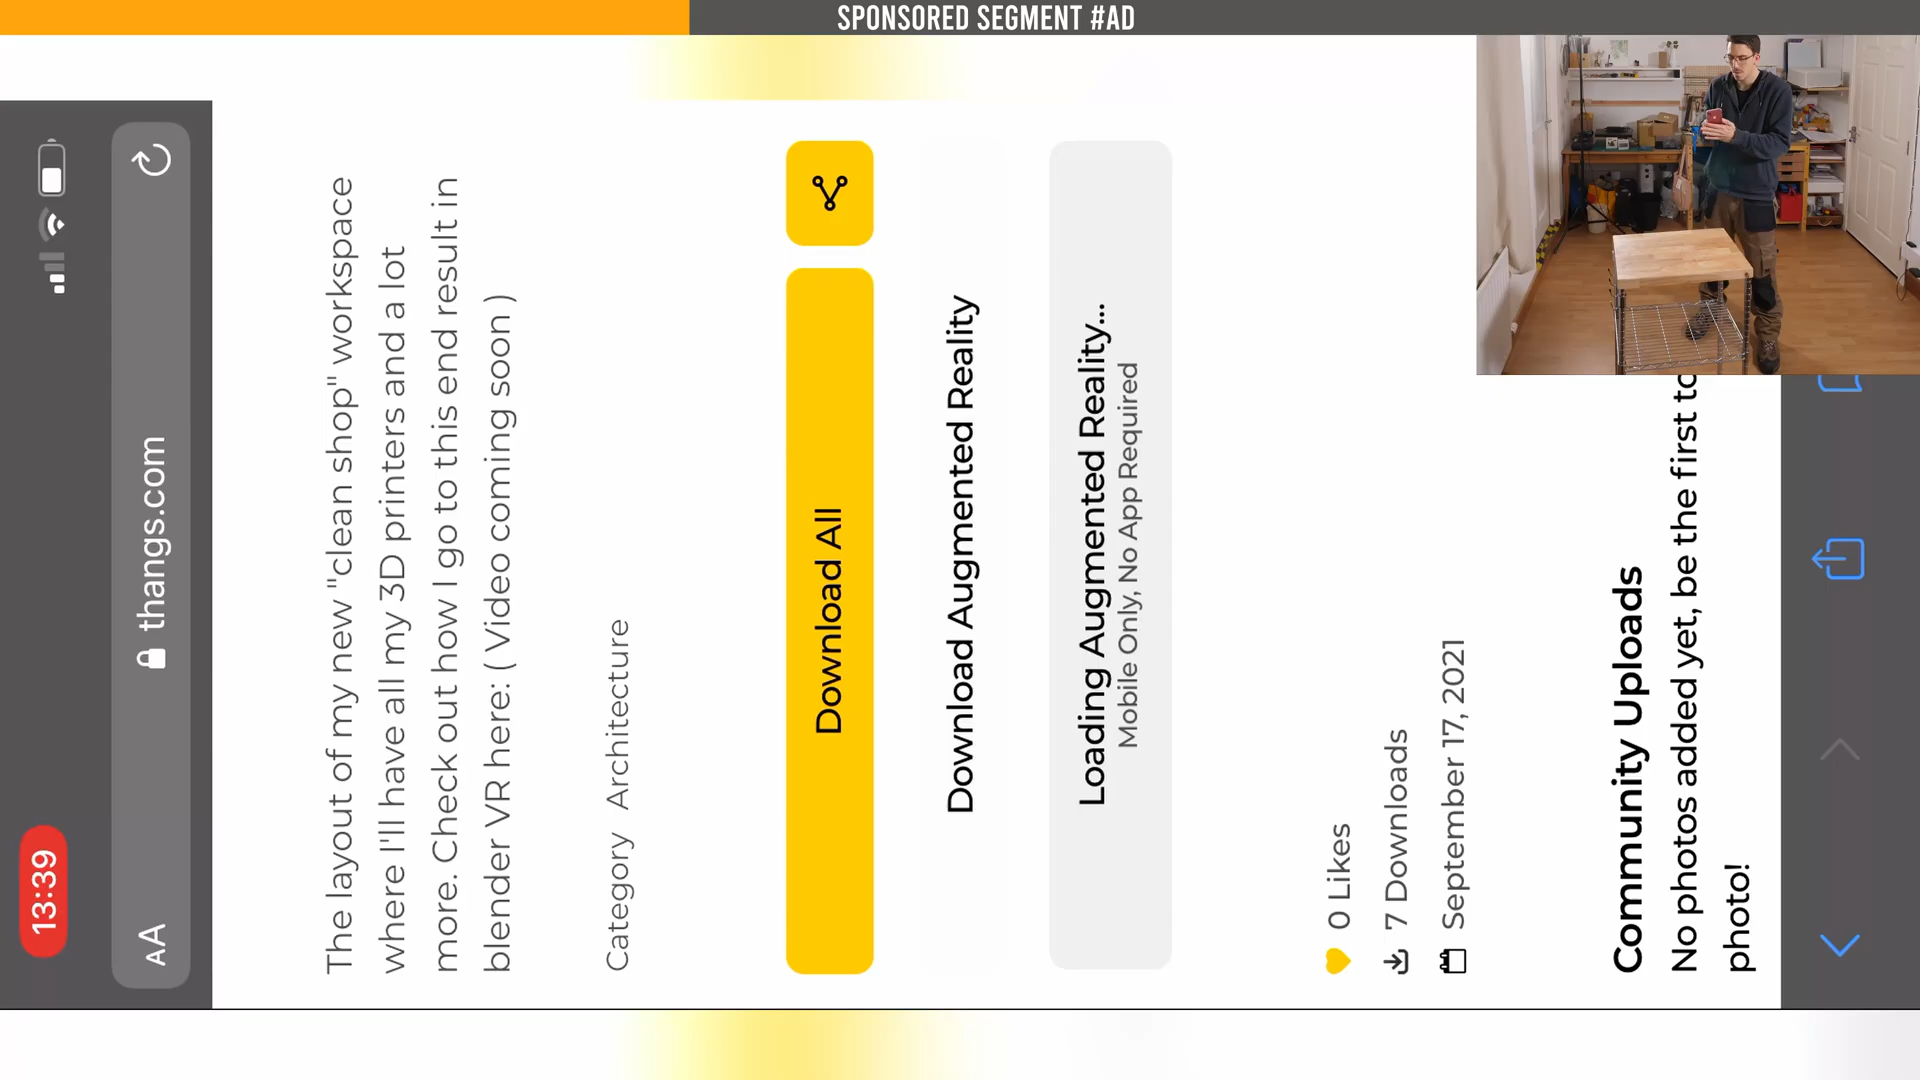 SPONSORED SEGMENT #AD
13:39
AA
thangs.com
The layout of my new "clean shop" workspace
where I'll have all my 3D printers and a lot
more. Check out how I go to this end result in
blender VR here: ( Video coming soon )
Category Architecture
Download All
Download Augmented Reality
Loading Augmented Reality...
Mobile Only, No App Required
0 Likes
7 Downloads
September 17, 2021
Community Uploads
No photos added yet, be the first to
photo!